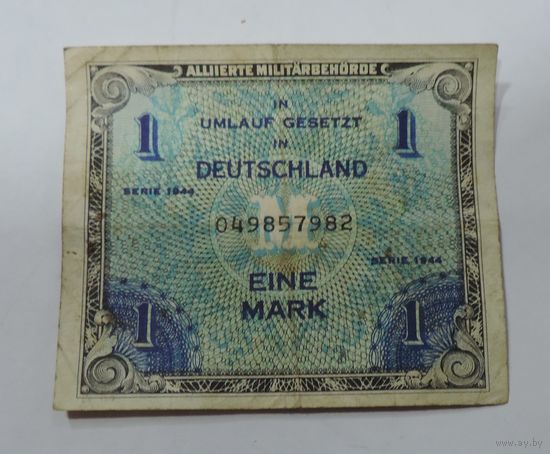 ALLIIERTE MILITÄRBEHÖRDE
IN
UMLAUF GESETZT
IN
DEUTSCHLAND
1 1
SERIE 1944
M
049857982
SERIE 1944
EINE
MARK
1 1
www.ay.by